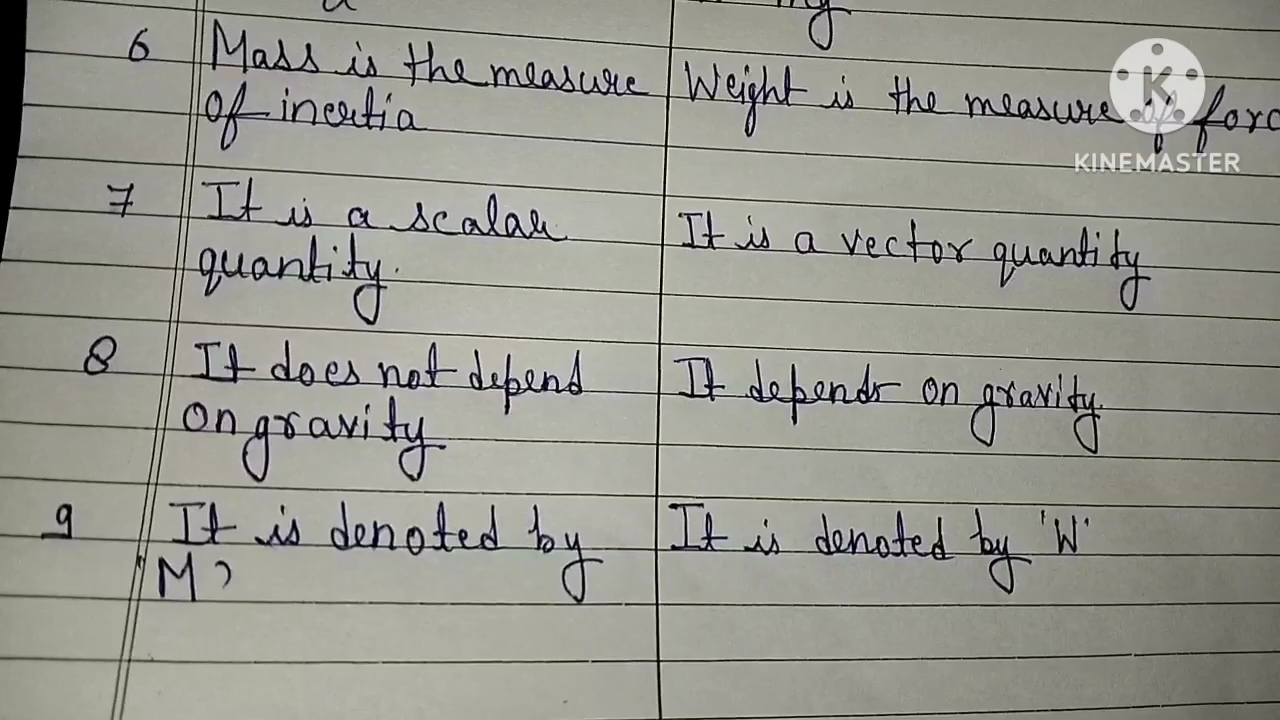 6 Mass is the measure Weight is the measure of forc
of inertia
KINEMASTER
7 It is a scalar It is a vector quantity
quantity.
8 It does not depend It depends on gravity.
on gravity
9 It is denoted by It is denoted by 'W'
'M'